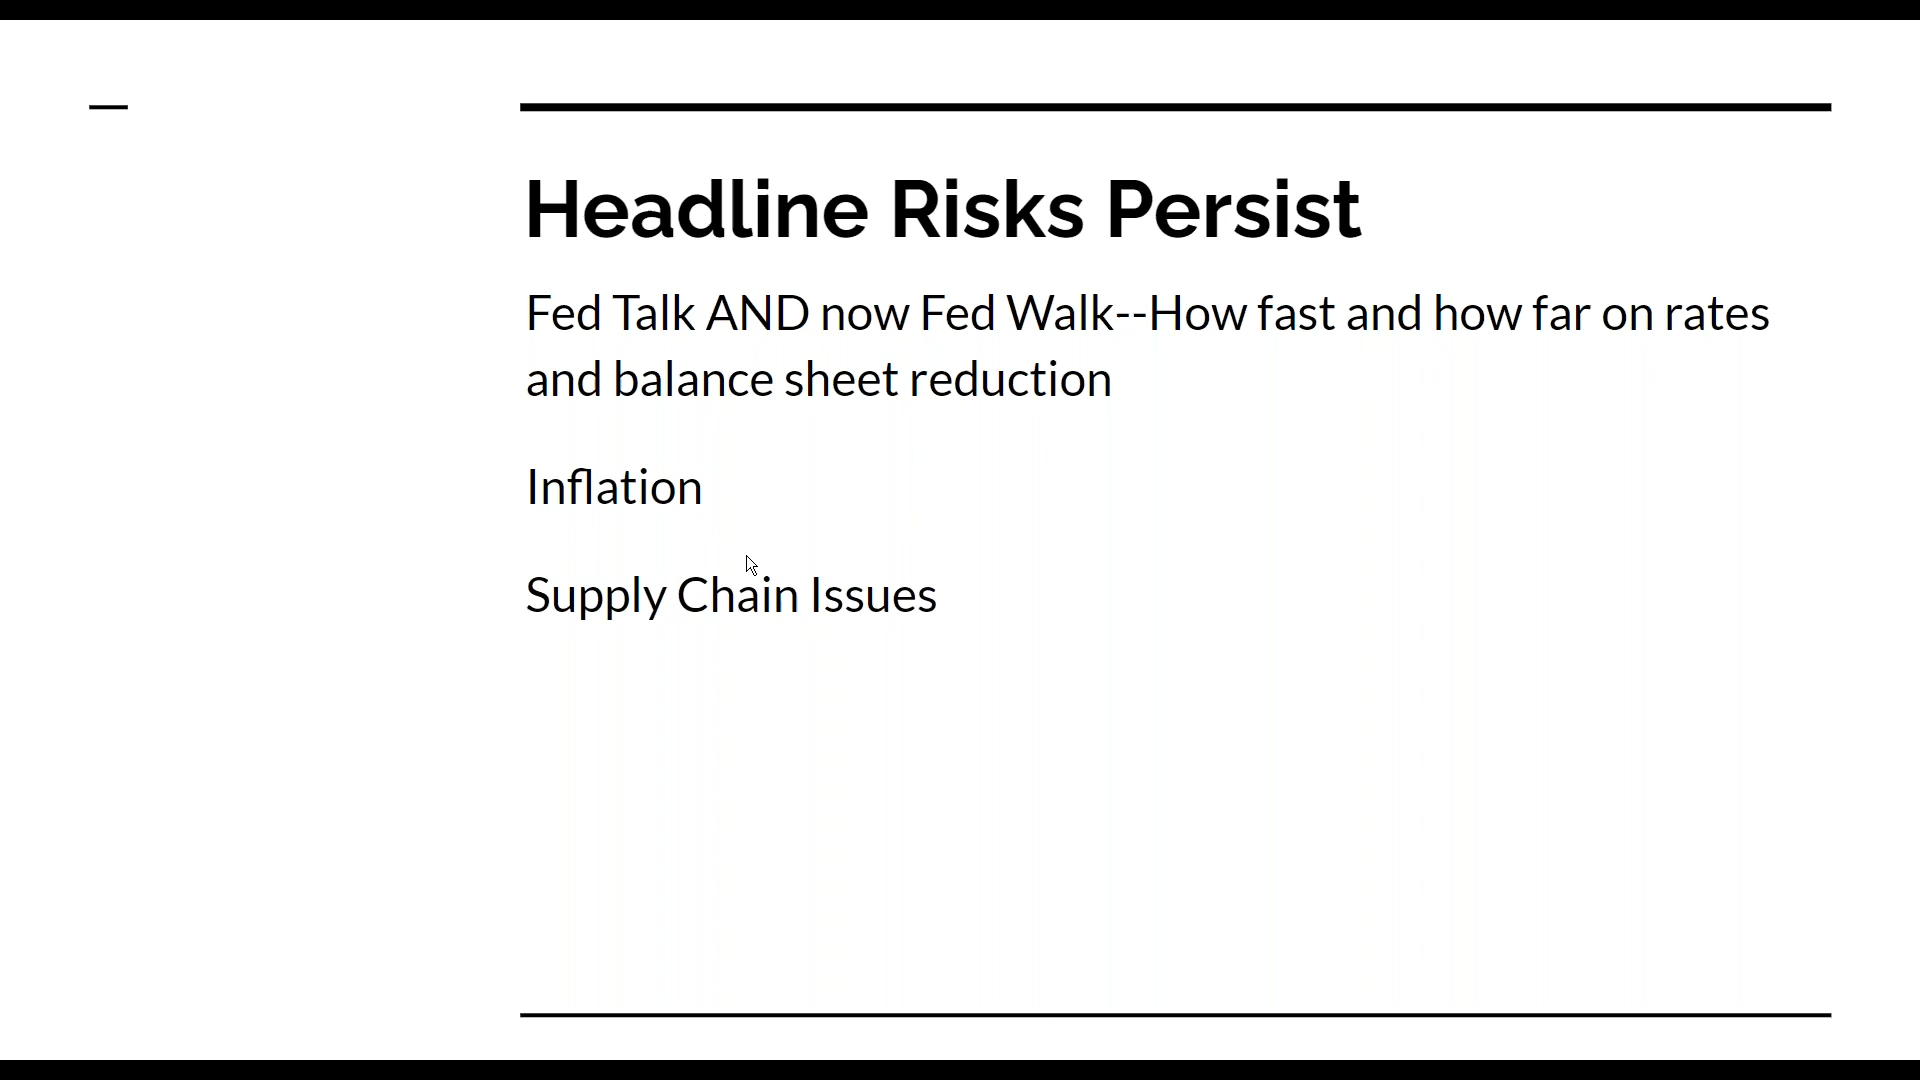 Headline Risks Persist
Fed Talk AND now Fed Walk--How fast and how far on rates
and balance sheet reduction
Inflation
Supply Chain Issues